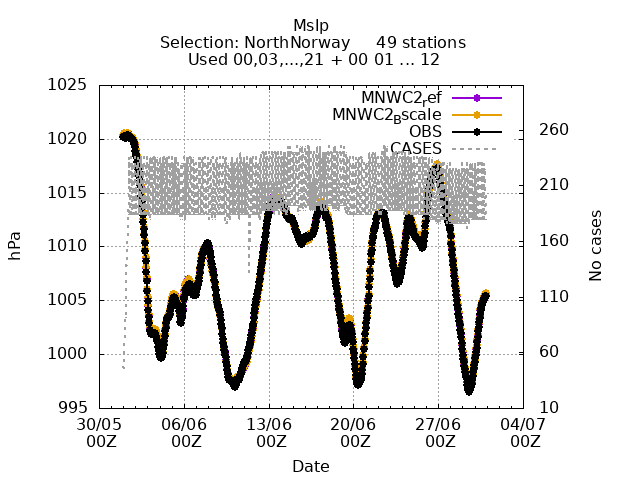 Mslp
Selection: NorthNorway 49 stations
Used 00,03,...,21 + 00 01 ... 12
1025
1020
1015
1010
1005
1000
995
hPa
MNWC2ref
MNWC2Bscale
OBS
CASES
260
210
160
110
60
10
No cases
30/05 06/06 13/06 20/06 27/06 04/07
00Z 00Z 00Z 00Z 00Z 00Z
Date